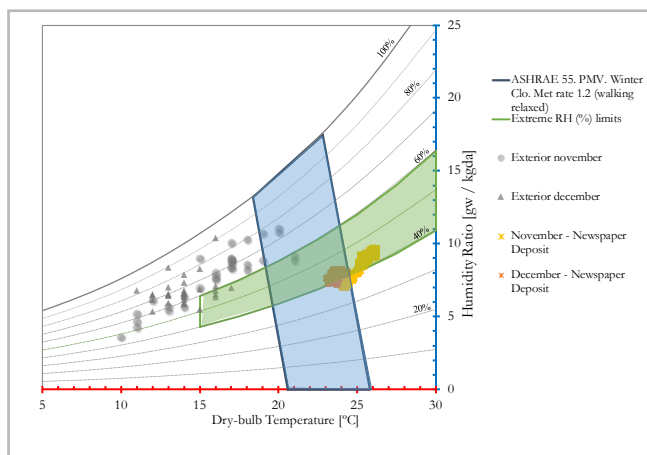 25
20
15
10
5
0
100%
80%
60%
40%
20%
Humidity Ratio [gw / kgda]
5
10
15
20
25
30
Dry-bulb Temperature [ºC]
ASHRAE 55. PMV. Winter
Clo. Met rate 1.2 (walking
relaxed)
Extreme RH (%) limits
Exterior november
Exterior december
November - Newspaper
Deposit
December - Newspaper
Deposit